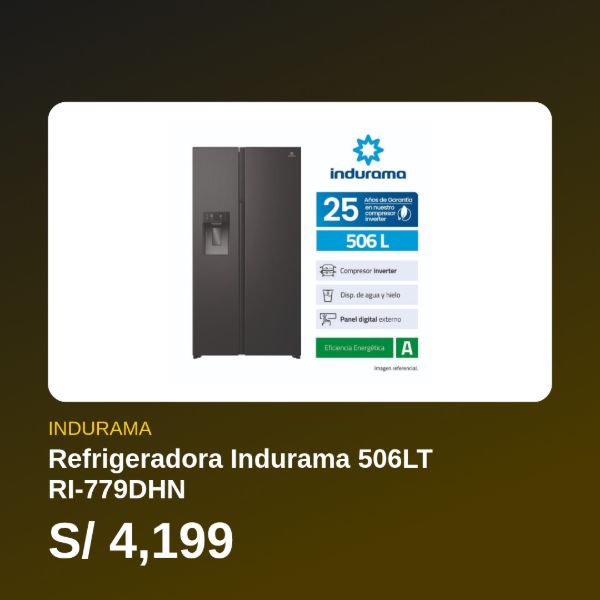 indurama
25 Años de Garantía
en nuestro
compresor
inverter
506 L
Compresor Inverter
Disp. de agua y hielo
Panel digital externo
Eficiencia Energética A
Imagen referencial.
INDURAMA
Refrigeradora Indurama 506LT
RI-779DHN
S/ 4,199